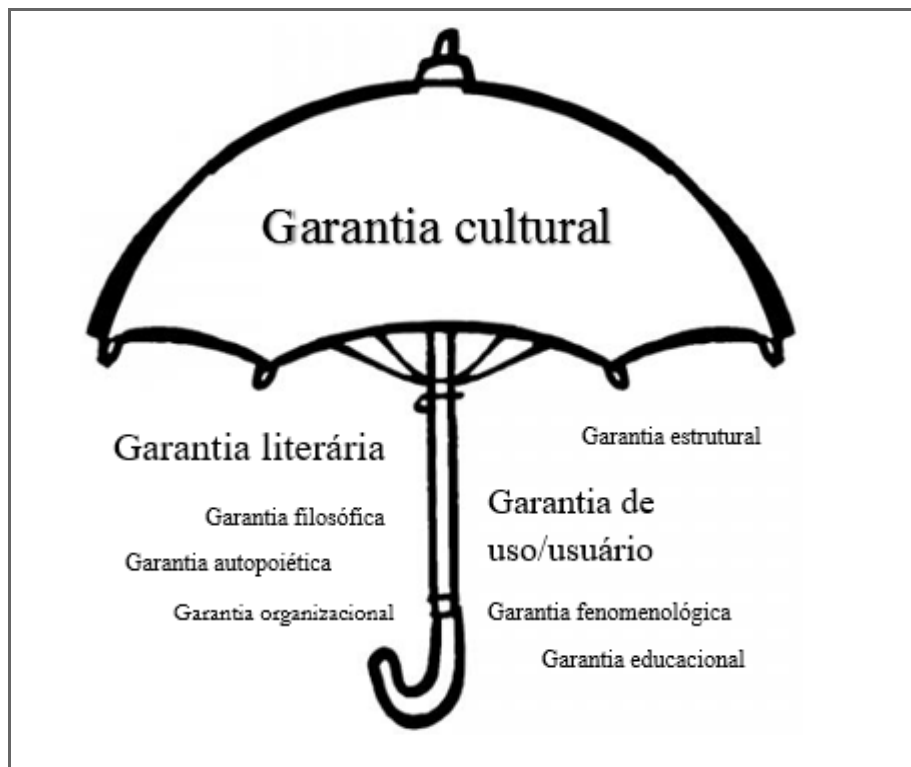 Garantia cultural
Garantia literária
Garantia filosófica
Garantia autopoiética
Garantia organizacional
Garantia estrutural
Garantia de
uso/usuário
Garantia fenomenológica
Garantia educacional